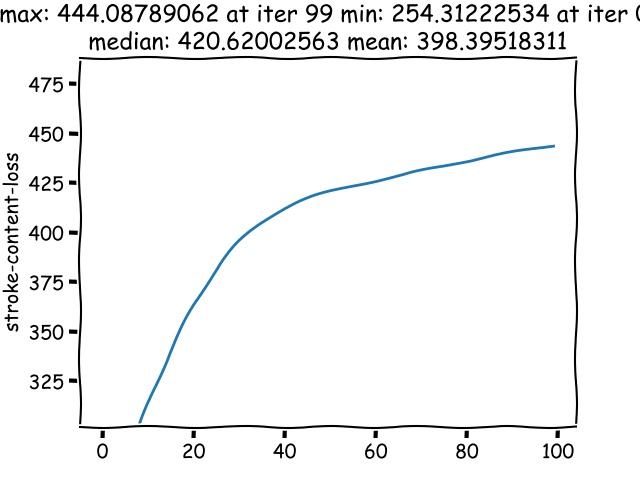 max: 444.08789062 at iter 99 min: 254.31222534 at iter 0
median: 420.62002563 mean: 398.39518311
475
450
425
400
375
350
325
stroke-content-loss
0 20 40 60 80 100